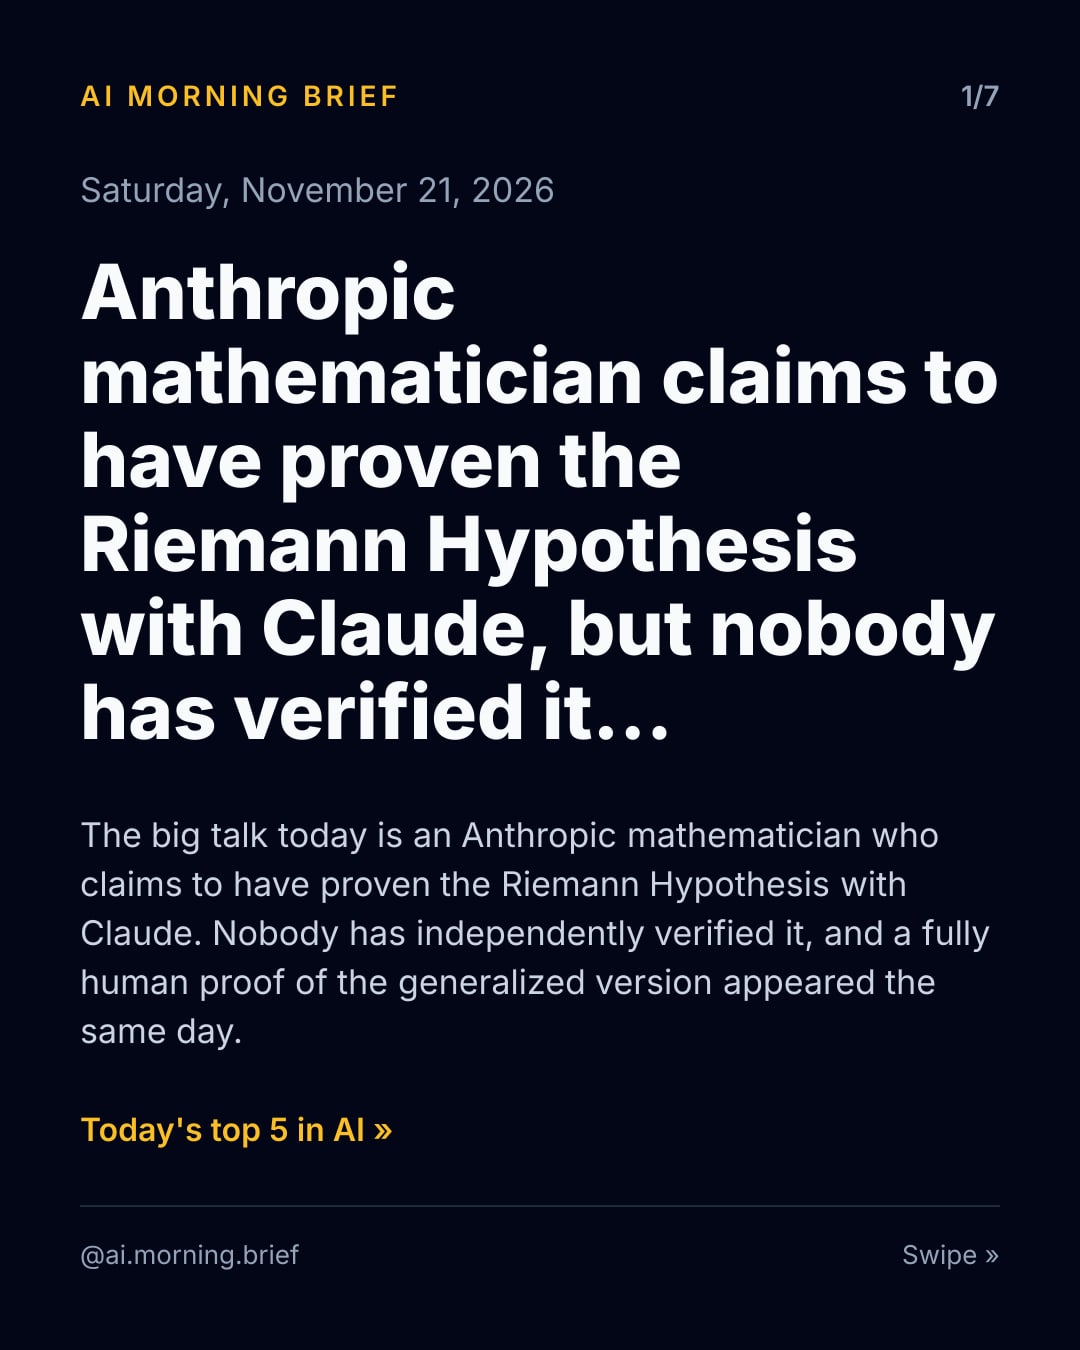 AI MORNING BRIEF
1/7
Saturday, November 21, 2026
Anthropic
mathematician claims to
have proven the
Riemann Hypothesis
with Claude, but nobody
has verified it…
The big talk today is an Anthropic mathematician who
claims to have proven the Riemann Hypothesis with
Claude. Nobody has independently verified it, and a fully
human proof of the generalized version appeared the
same day.
Today's top 5 in AI »
@ai.morning.brief
Swipe »